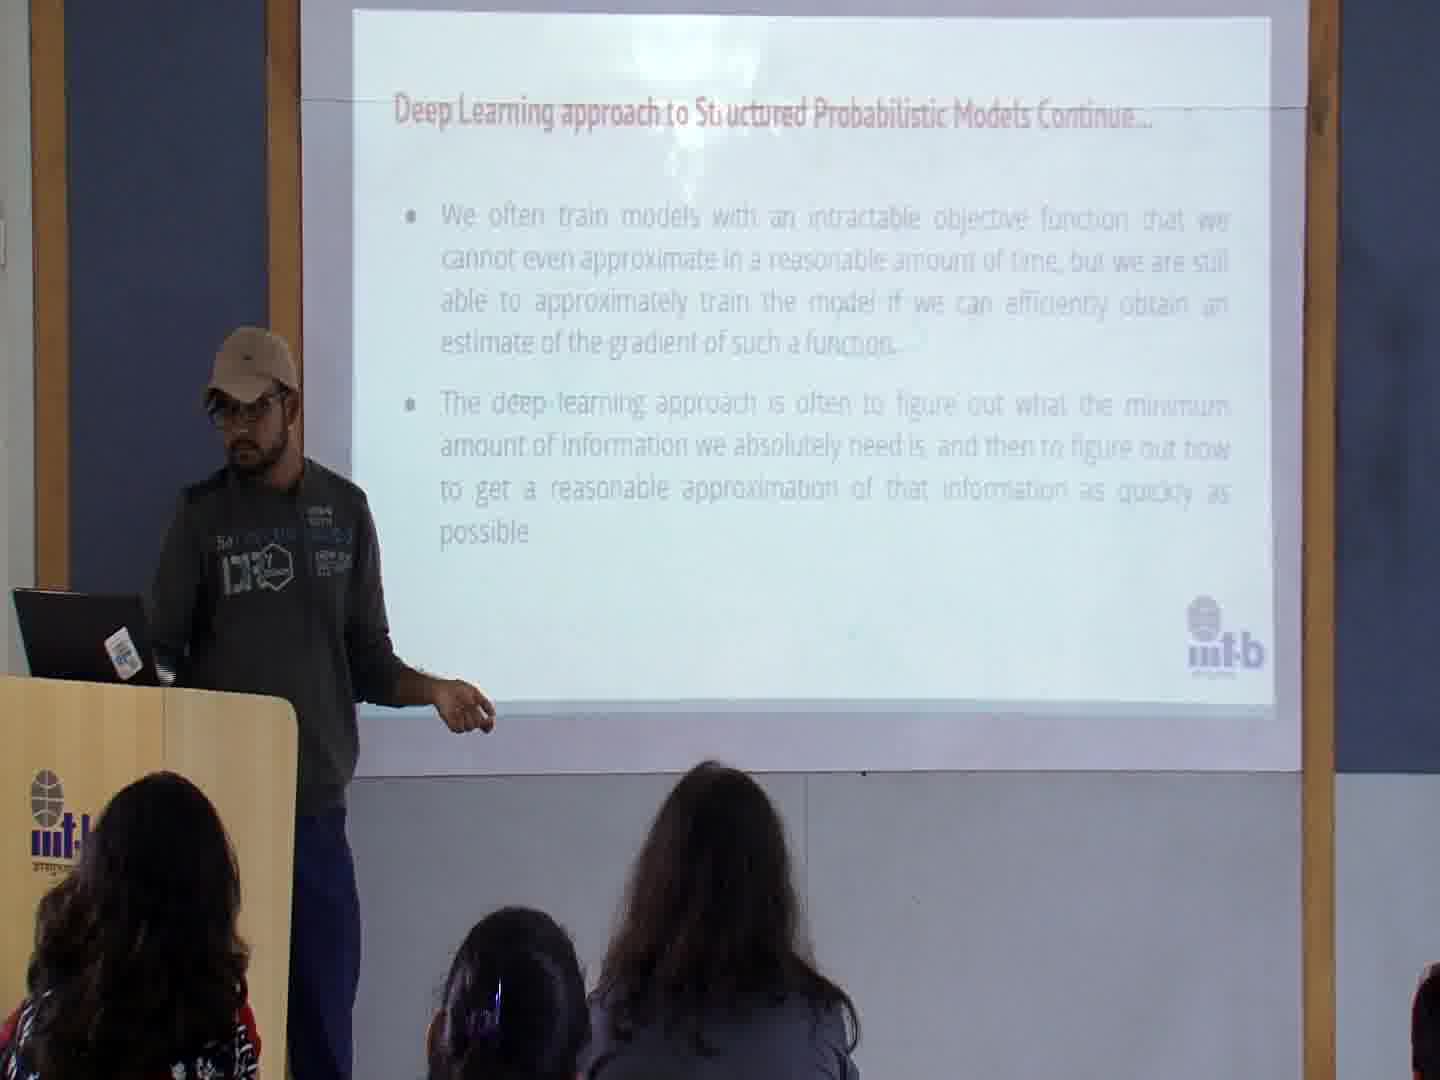 Deep Learning approach to Structured Probabilistic Models Continue...
We often train models with an intractable objective function that we
cannot even approximate in a reasonable amount of time, but we are still
able to approximately train the model if we can efficiently obtain an
estimate of the gradient of such a function.
The deep learning approach is often to figure out what the minimum
amount of information we absolutely need is, and then to figure out how
to get a reasonable approximation of that information as quickly as
possible
iiit-b
iiit-b